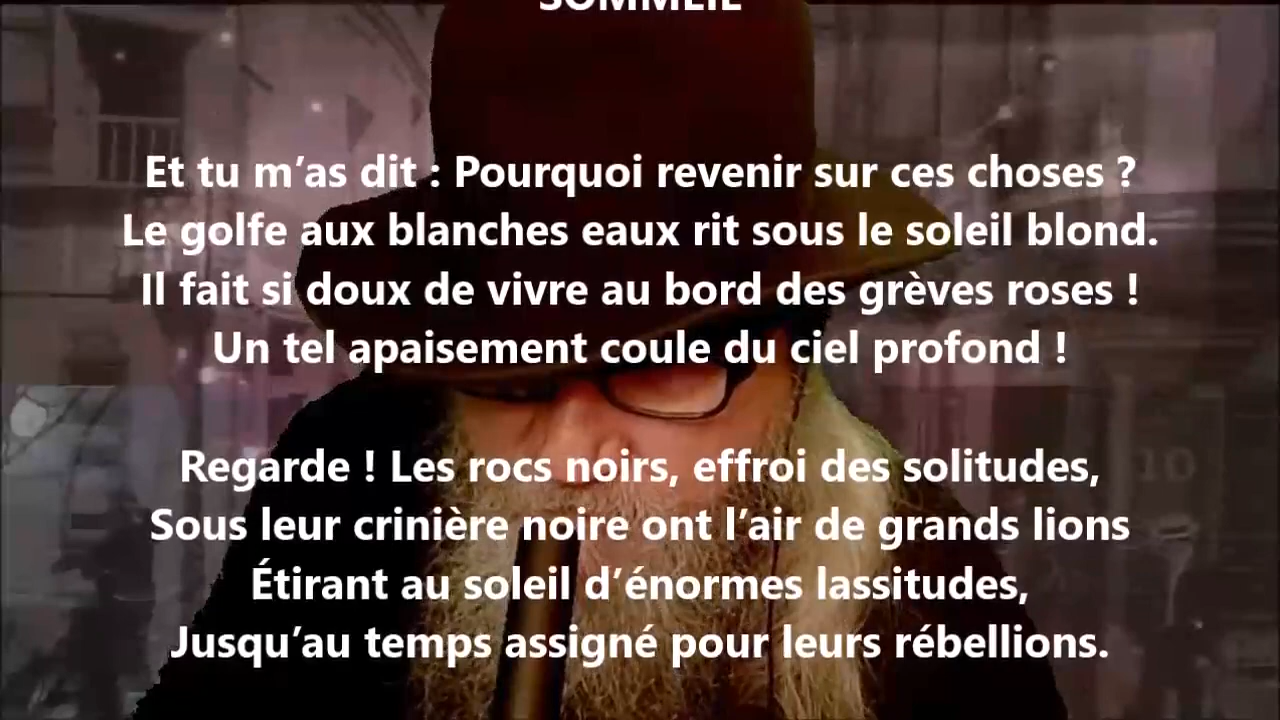 SOMMEIL
Et tu m’as dit : Pourquoi revenir sur ces choses ?
Le golfe aux blanches eaux rit sous le soleil blond.
Il fait si doux de vivre au bord des grèves roses !
Un tel apaisement coule du ciel profond !
Regarde ! Les rocs noirs, effroi des solitudes,
Sous leur crinière noire ont l’air de grands lions
Étirant au soleil d’énormes lassitudes,
Jusqu’au temps assigné pour leurs rébellions.
10